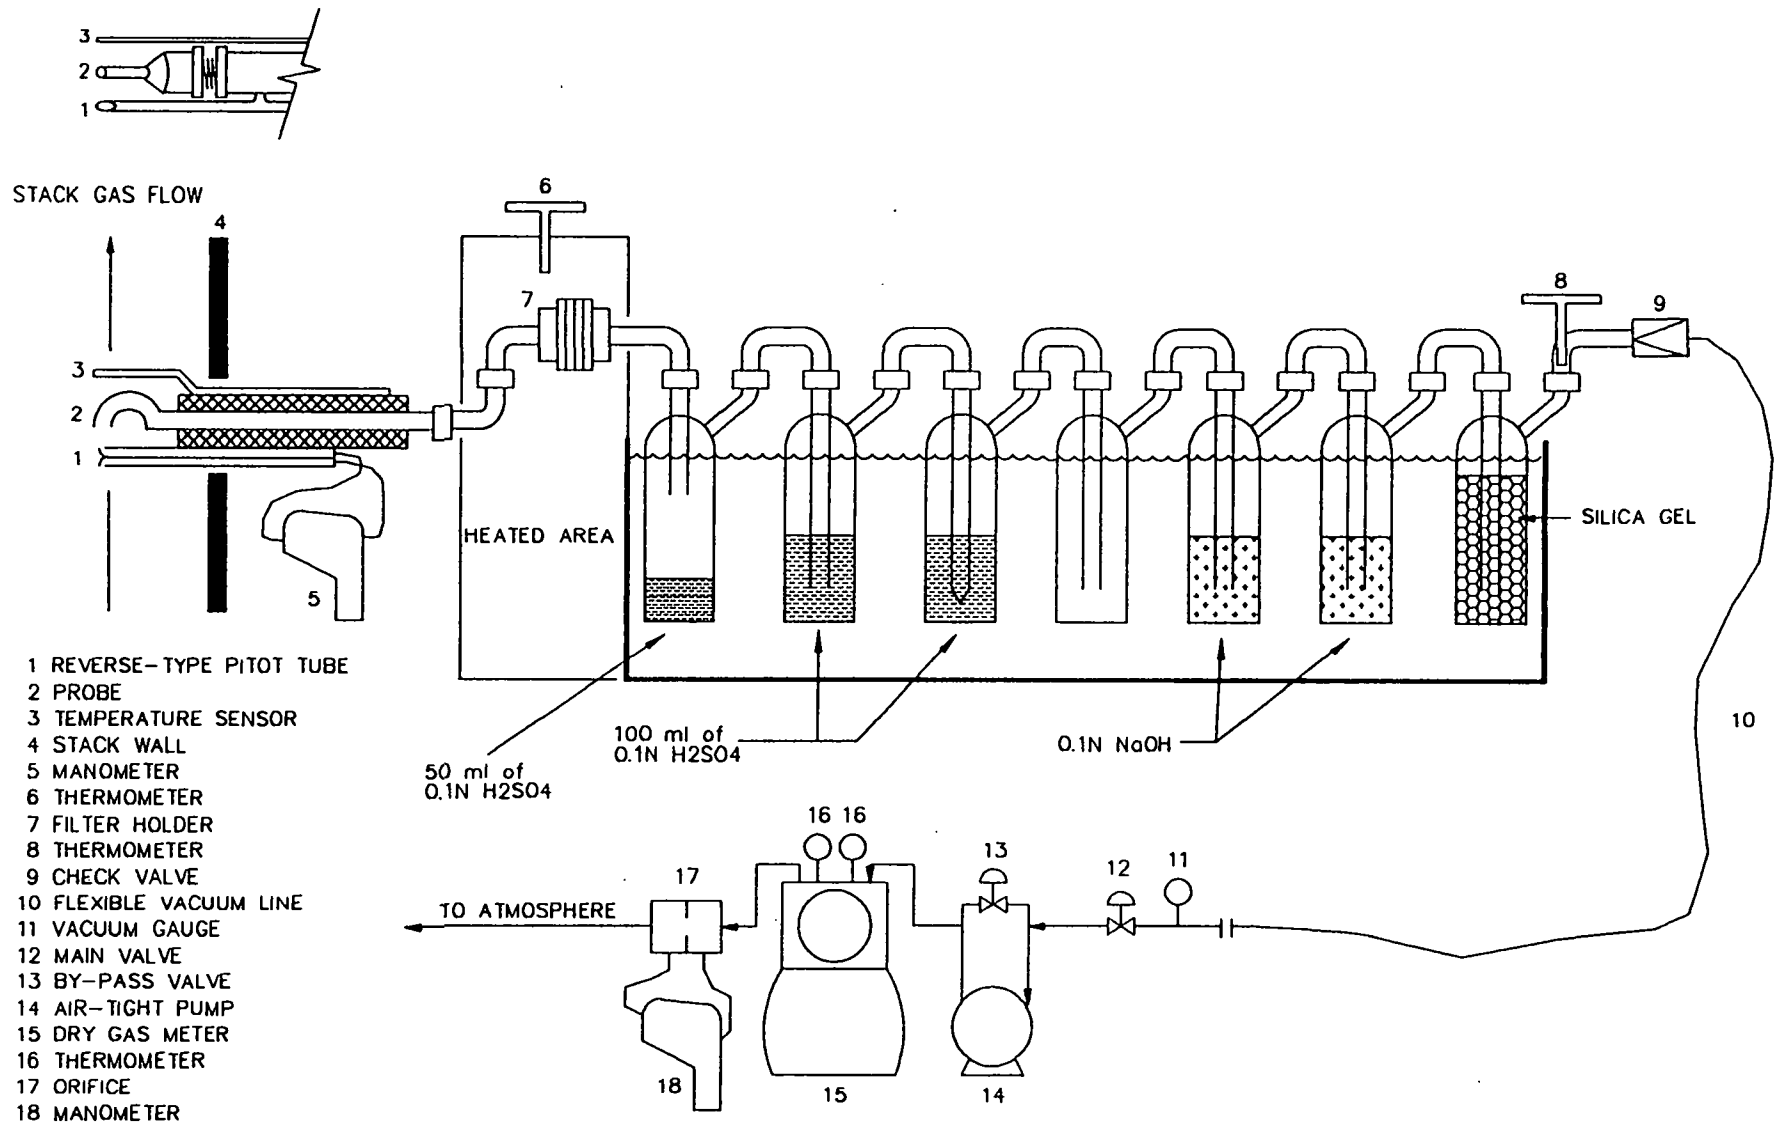 3
2
1
STACK GAS FLOW
4
6
7
8
9
3
2
1
5
HEATED AREA
SILICA GEL
10
50 ml of
0.1N H2SO4
100 ml of
0.1N H2SO4
0.1N NaOH
1 REVERSE-TYPE PITOT TUBE
2 PROBE
3 TEMPERATURE SENSOR
4 STACK WALL
5 MANOMETER
6 THERMOMETER
7 FILTER HOLDER
8 THERMOMETER
9 CHECK VALVE
10 FLEXIBLE VACUUM LINE
11 VACUUM GAUGE
12 MAIN VALVE
13 BY-PASS VALVE
14 AIR-TIGHT PUMP
15 DRY GAS METER
16 THERMOMETER
17 ORIFICE
18 MANOMETER
16 16
13
12
11
17
TO ATMOSPHERE
18
15
14